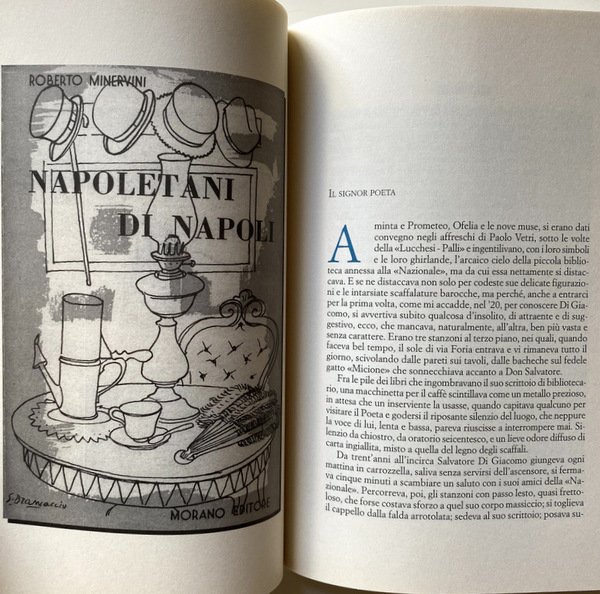 ROBERTO MINERVINI
NAPOLETANI
DI NAPOLI
MORANO EDITORE
IL SIGNOR POETA
Aminta e Prometeo, Ofelia e le nove muse, si erano dati
convegno negli affreschi di Paolo Vetri, sotto le volte
della «Lucchesi - Palli» e ingentilivano, con i loro simboli
e le loro ghirlande, l'arcaico cielo della piccola biblio-
teca annessa alla «Nazionale», ma da cui essa nettamente si distac-
cava. E se ne distaccava non solo per codeste sue delicate figurazio-
ni e le intarsiate scaffalature barocche, ma perché, anche a entrarci
per la prima volta, come mi accadde, nel '20, per conoscere Di Gia-
como, si avvertiva subito qualcosa d'insolito, di attraente e di sug-
gestivo, ecco, che mancava, naturalmente, all'altra, ben più vasta e
senza carattere. Erano tre stanzoni al terzo piano, nei quali, quando
faceva bel tempo, il sole di via Foria entrava e vi rimaneva tutto il
giorno, scivolando dalle pareti sui tavoli, dalle bacheche sul fedele
gatto «Micione» che sonnecchiava accanto a Don Salvatore.
Fra le pile dei libri che ingombravano il suo scrittoio di bibliotec-
ario, una macchinetta per il caffè scintillava come un metallo prezioso,
in attesa che un inserviente la usasse, quando capitava qualcuno per
visitare il Poeta e godersi il riposante silenzio del luogo, che neppure
la voce di lui, lenta e bassa, pareva riuscisse a interrompere mai. Si-
lenzio da chiostro, da oratorio seicentesco, e un lieve odore diffuso di
carta ingiallita, misto a quella del legno degli scaffali.
Da trent'anni all'incirca Salvatore Di Giacomo giungeva ogni
mattina in carrozzella, saliva senza servirsi dell'ascensore, si ferma-
va cinque minuti a scambiare un saluto con i suoi amici della «Na-
zionale». Percorreva, poi, gli stanzoni con passo lesto, quasi fretto-
loso, che forse costava sforzo a quel suo corpo massiccio; si toglieva
il cappello dalla falda arrotolata; sedeva al suo scrittoio; posava su-